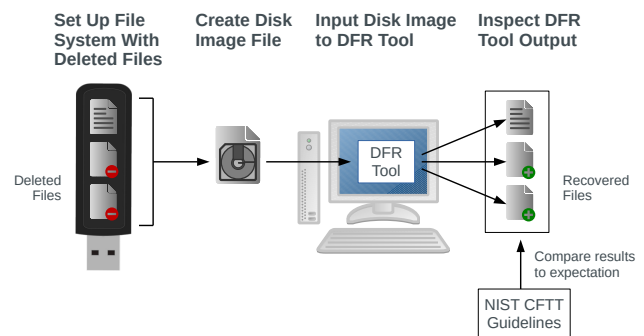 Set Up File
System With
Deleted Files
Create Disk
Image File
Input Disk Image
to DFR Tool
Inspect DFR
Tool Output
Deleted
Files
DFR
Tool
Recovered
Files
Compare results
to expectation
NIST CFTT
Guidelines